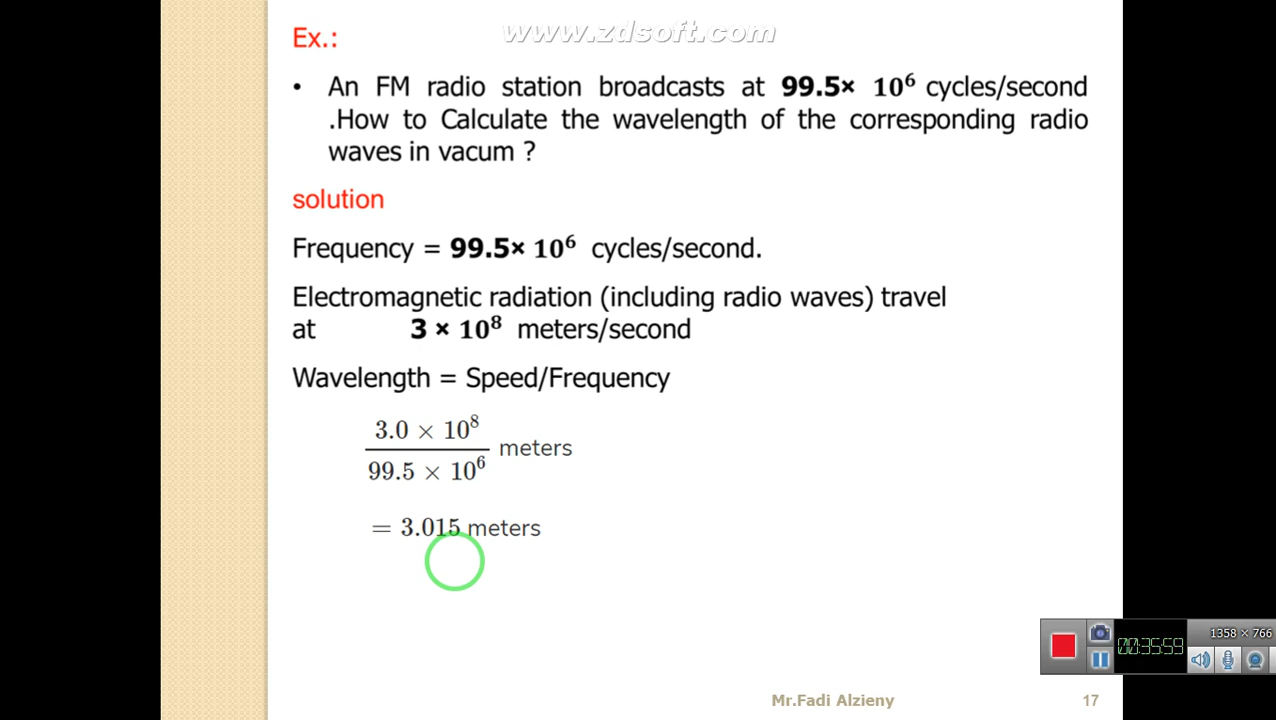 www.zdsoft.com
Ex.:
• An FM radio station broadcasts at 99.5× 10⁶ cycles/second
.How to Calculate the wavelength of the corresponding radio
waves in vacum ?
solution
Frequency = 99.5× 10⁶ cycles/second.
Electromagnetic radiation (including radio waves) travel
at 3 × 10⁸ meters/second
Wavelength = Speed/Frequency
3.0 × 10⁸
99.5 × 10⁶
meters
= 3.015 meters
1358 × 766
00:35:59
Mr.Fadi Alzieny
17